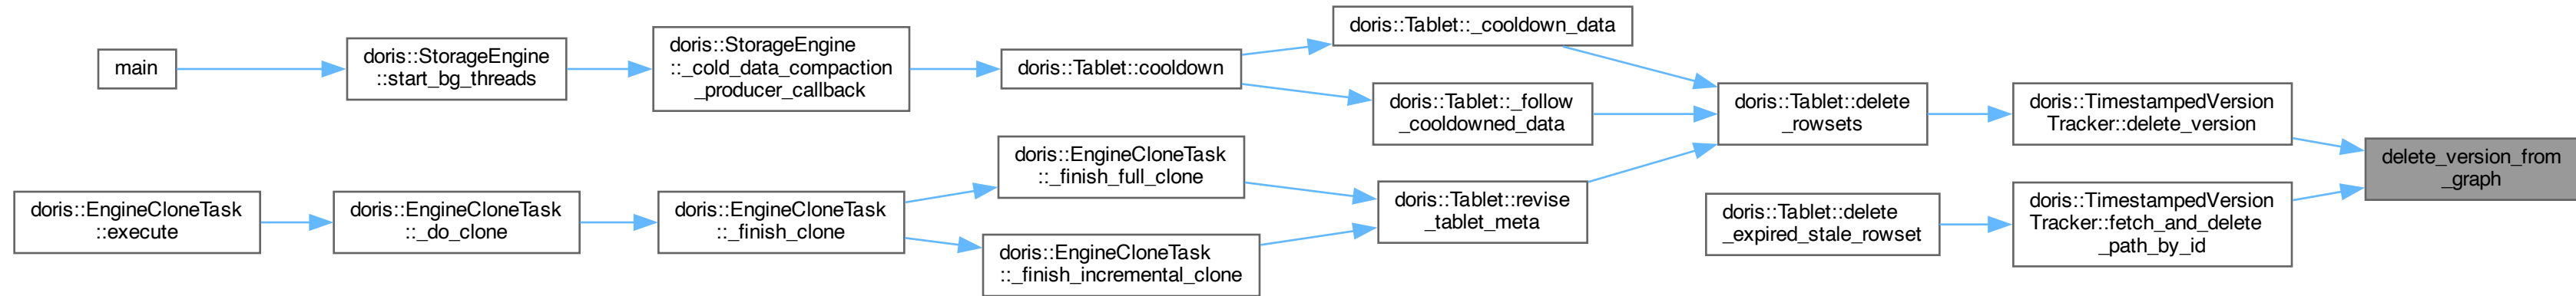 main
doris::StorageEngine
::start_bg_threads
doris::StorageEngine
::_cold_data_compaction
_producer_callback
doris::Tablet::cooldown
doris::Tablet::_cooldown_data
doris::Tablet::_follow
_cooldowned_data
doris::Tablet::delete
_rowsets
doris::TimestampedVersion
Tracker::delete_version
delete_version_from
_graph
doris::EngineCloneTask
::execute
doris::EngineCloneTask
::_do_clone
doris::EngineCloneTask
::_finish_clone
doris::EngineCloneTask
::_finish_full_clone
doris::EngineCloneTask
::_finish_incremental_clone
doris::Tablet::revise
_tablet_meta
doris::Tablet::delete
_expired_stale_rowset
doris::TimestampedVersion
Tracker::fetch_and_delete
_path_by_id